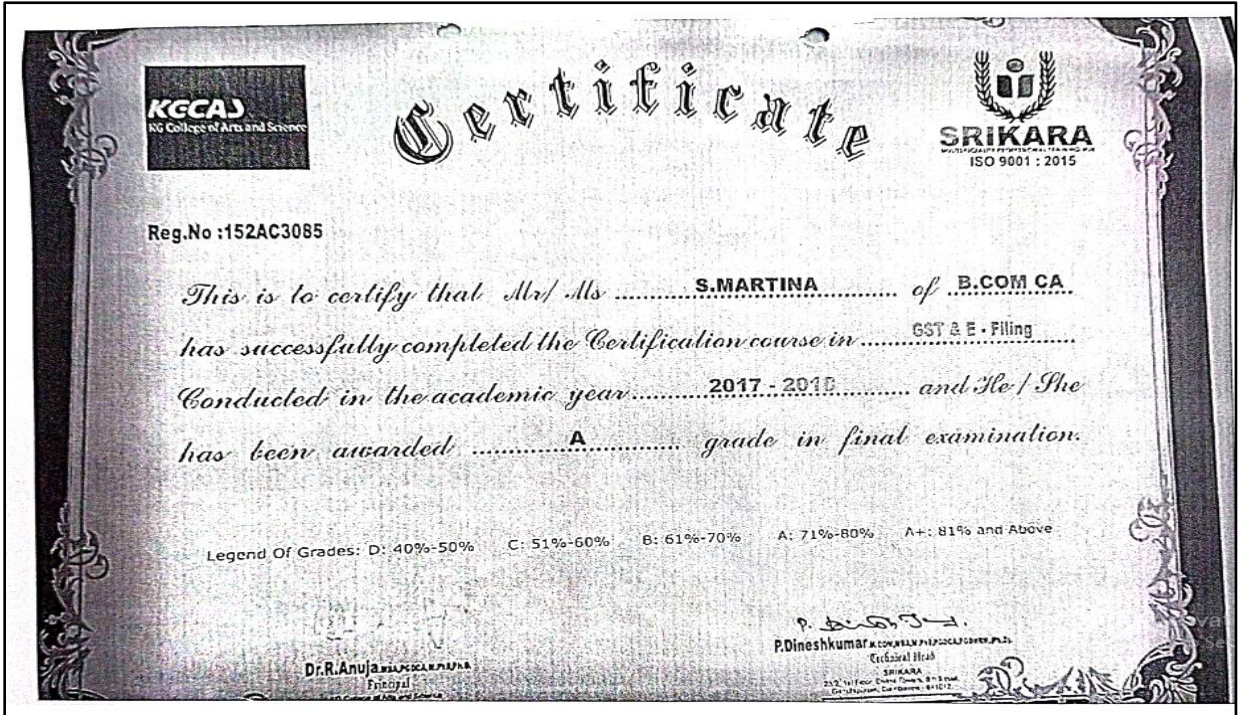 KGCAS
KG College of Arts and Science
Certificate
SRIKARA
ISO 9001 : 2015
Reg.No :152AC3085
This is to certify that Mr/ Ms ........ S.MARTINA ........ of B.COM CA
has successfully completed the Certification course in ........ GST & E - Filing ........
Conducted in the academic year ........ 2017 - 2018 ........ and He / She
has been awarded ........ A ........ grade in final examination.
Legend Of Grades: D: 40%-50% C: 51%-60% B: 61%-70% A: 71%-80% A+: 81% and Above
Dr.R.Anuja
Principal
P.Dineshkumar
Technical Head
SRIKARA